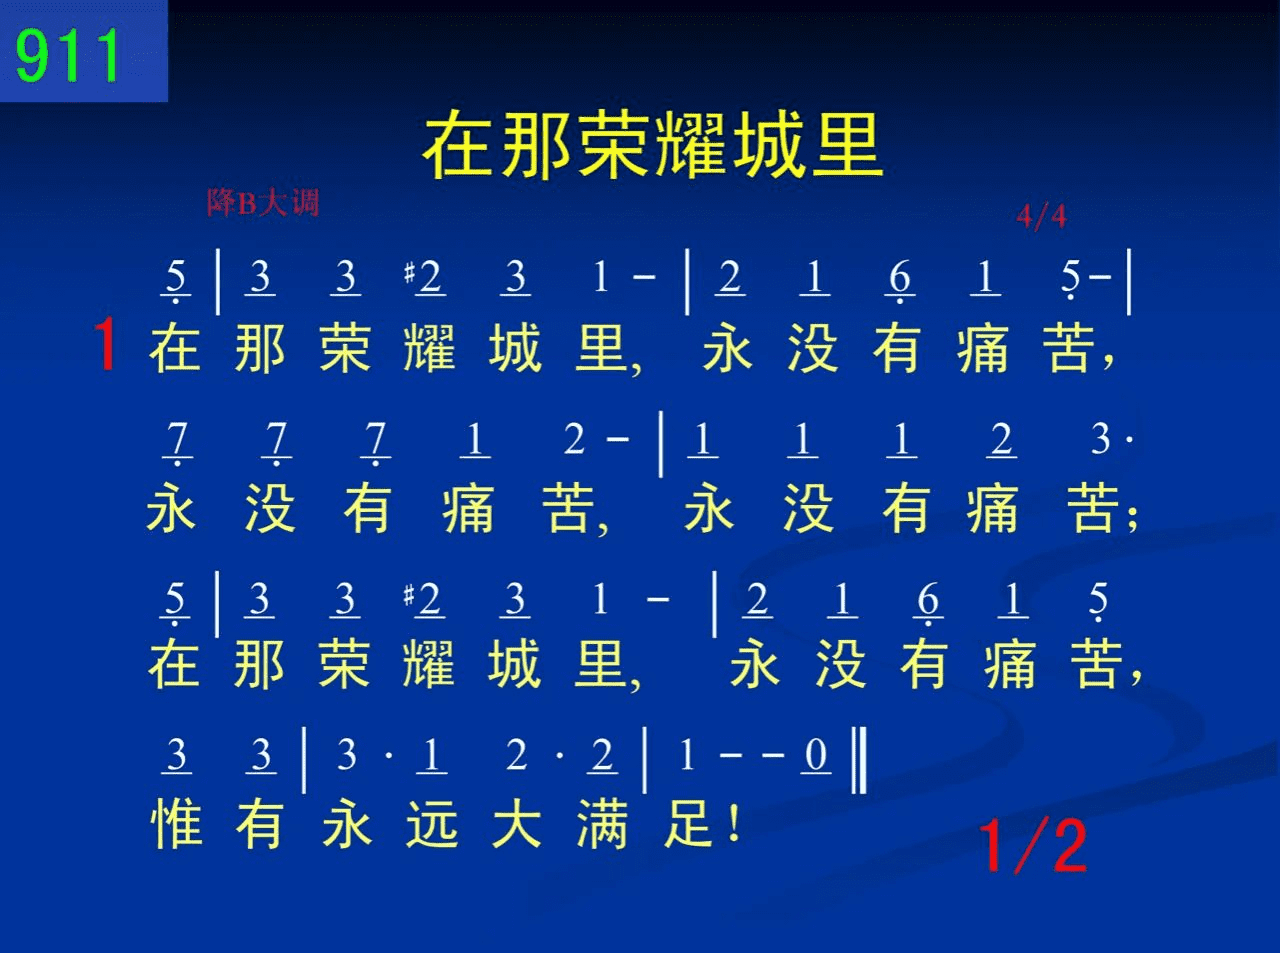 911
在那荣耀城里
降B大调 4/4
5̣ | 3 3 #2 3 1 - | 2 1 6̣ 1 5̣ - |
1 在那荣耀城里, 永没有痛苦，
7̣ 7̣ 7̣ 1 2 - | 1 1 1 2 3 ·
永没有痛苦, 永没有痛苦；
5̣ | 3 3 #2 3 1 - | 2 1 6̣ 1 5̣
在那荣耀城里, 永没有痛苦，
3 3 | 3 · 1 2 · 2 | 1 - - 0 ‖
惟有永远大满足！
1/2